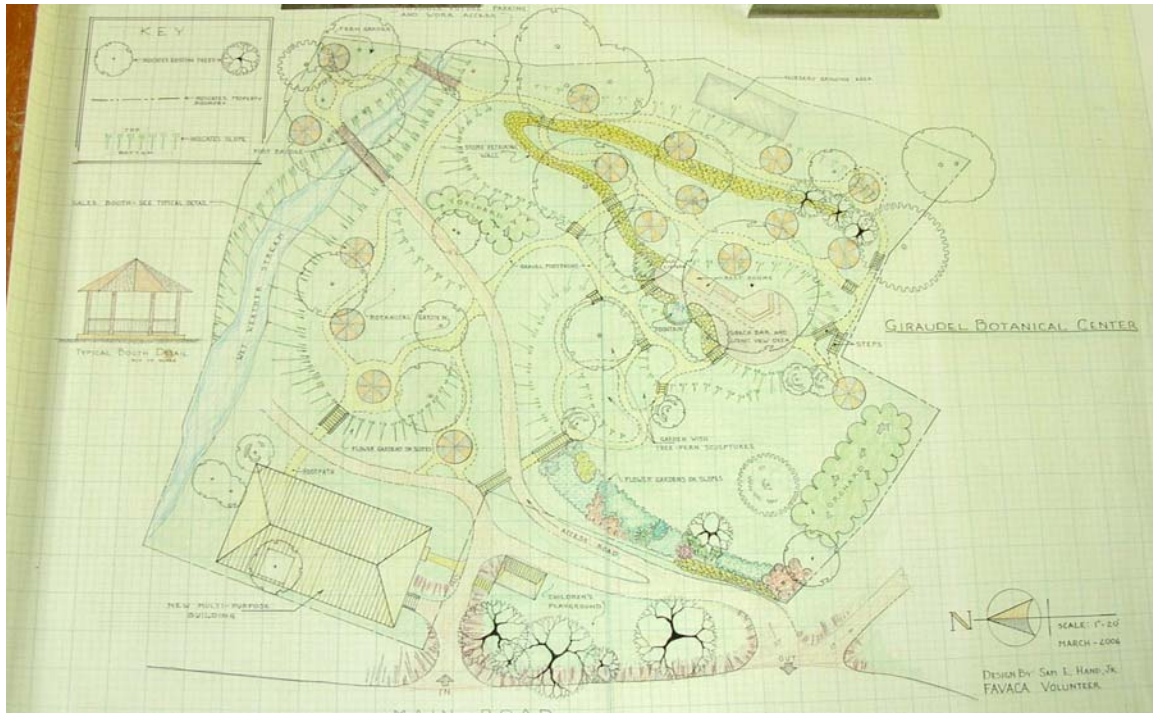 AND WORK ACCESS
KEY
FERN GARDEN
INDICATES EXISTING TREES
INDICATES PROPERTY
TOP
INDICATES SLOPE
BOTTOM
NURSERY GROWING AREA
FOOT BRIDGE
STONE RETAINING
WALL
SALES BOOTH - SEE TYPICAL DETAIL
TOKORARI
WET WEATHER STREAM
GRAVEL FOOTPATHS
REST ROOMS
BOTANICAL GARDEN
FOUNTAIN
SNACK BAR AND
SCENIC VIEW AREA
GIRAUDEL BOTANICAL CENTER
STEPS
TYPICAL BOOTH DETAIL
GARDEN WITH
TREE-FERN SCULPTURES
FLOWER GARDENS ON SLOPES
FOOTPATH
FLOWER GARDENS ON SLOPES
ACCESS ROAD
NEW MULTI-PURPOSE
BUILDING
CHILDREN'S
PLAYGROUND
N
SCALE: 1"-20'
MARCH - 2006
IN
OUT
DESIGN BY: SAM E. HAND, JR.
FAVACA VOLUNTEER
MAIN ROAD